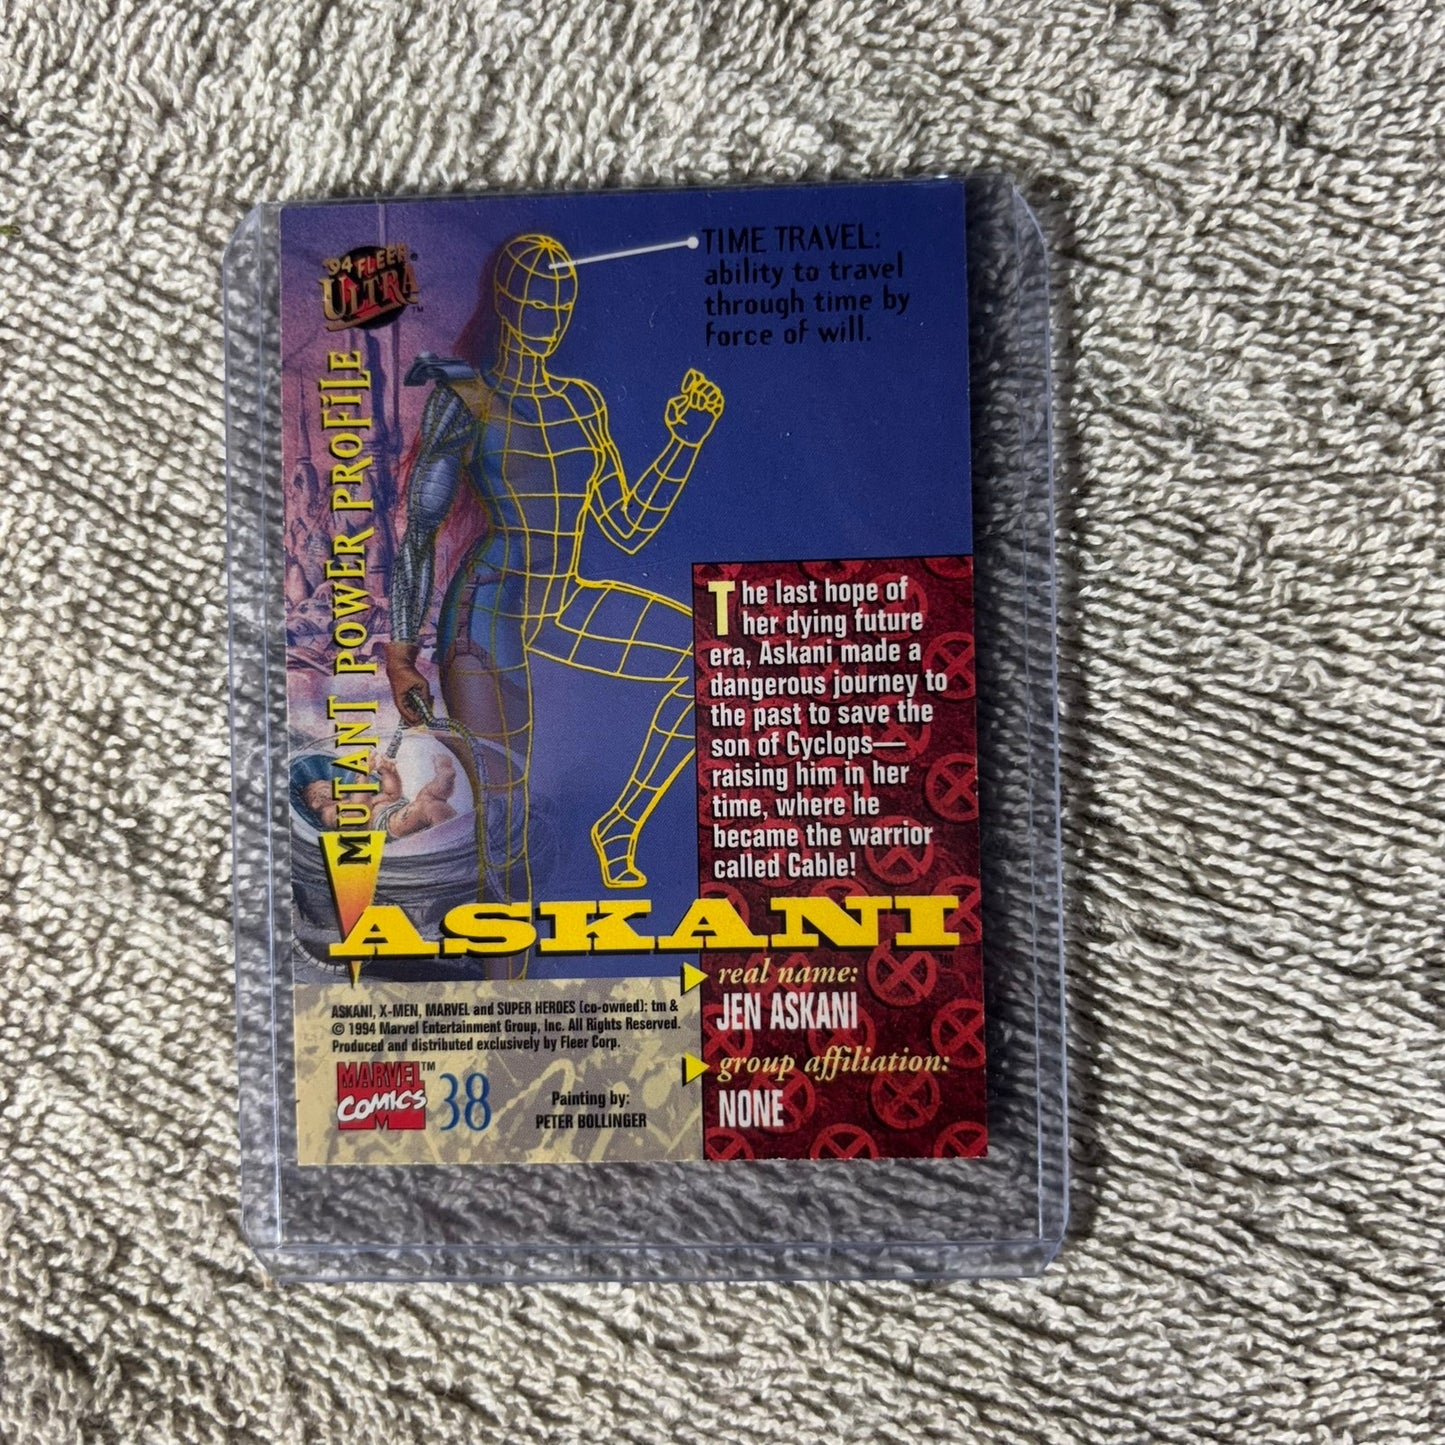 '94 FLEER
ULTRA®
™
MUTANT POWER PROFILE
TIME TRAVEL:
ability to travel
through time by
force of will.
The last hope of
her dying future
era, Askani made a
dangerous journey to
the past to save the
son of Cyclops—
raising him in her
time, where he
became the warrior
called Cable!
ASKANI™
real name:
JEN ASKANI
group affiliation:
NONE
ASKANI, X-MEN, MARVEL and SUPER HEROES (co-owned): tm &
© 1994 Marvel Entertainment Group, Inc. All Rights Reserved.
Produced and distributed exclusively by Fleer Corp.
MARVEL™
COMICS
M
38
Painting by:
PETER BOLLINGER